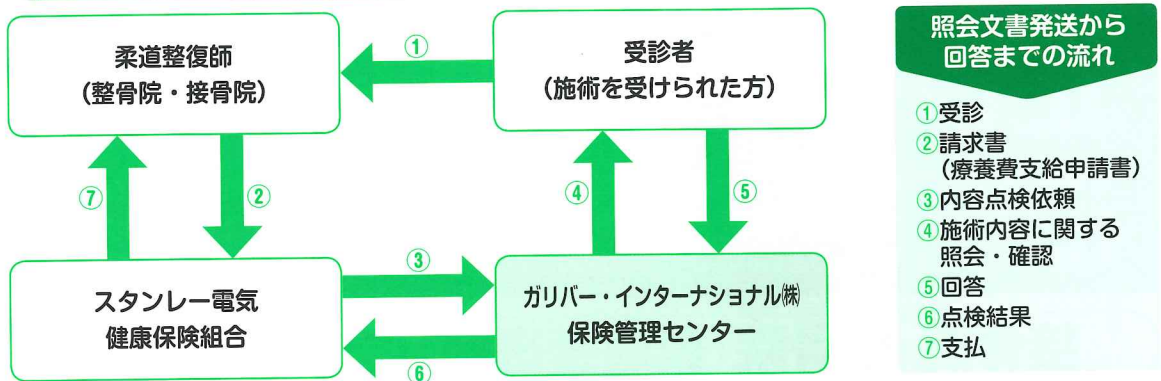 柔道整復師
(整骨院・接骨院)
①
受診者
(施術を受けられた方)
⑦
②
④
⑤
スタンレー電気
健康保険組合
③
⑥
ガリバー・インターナショナル㈱
保険管理センター
照会文書発送から
回答までの流れ
①受診
②請求書
(療養費支給申請書)
③内容点検依頼
④施術内容に関する
照会・確認
⑤回答
⑥点検結果
⑦支払